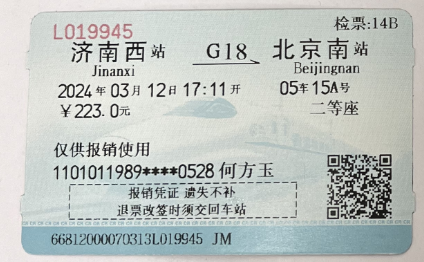 L019945 检票:14B
济南西站 G18 北京南站
Jinanxi Beijingnan
2024年03月12日17:11开 05车15A号
￥223.0元 二等座
仅供报销使用
1101011989****0528 何方玉
报销凭证 遗失不补
退票改签时须交回车站
66812000070313L019945 JM